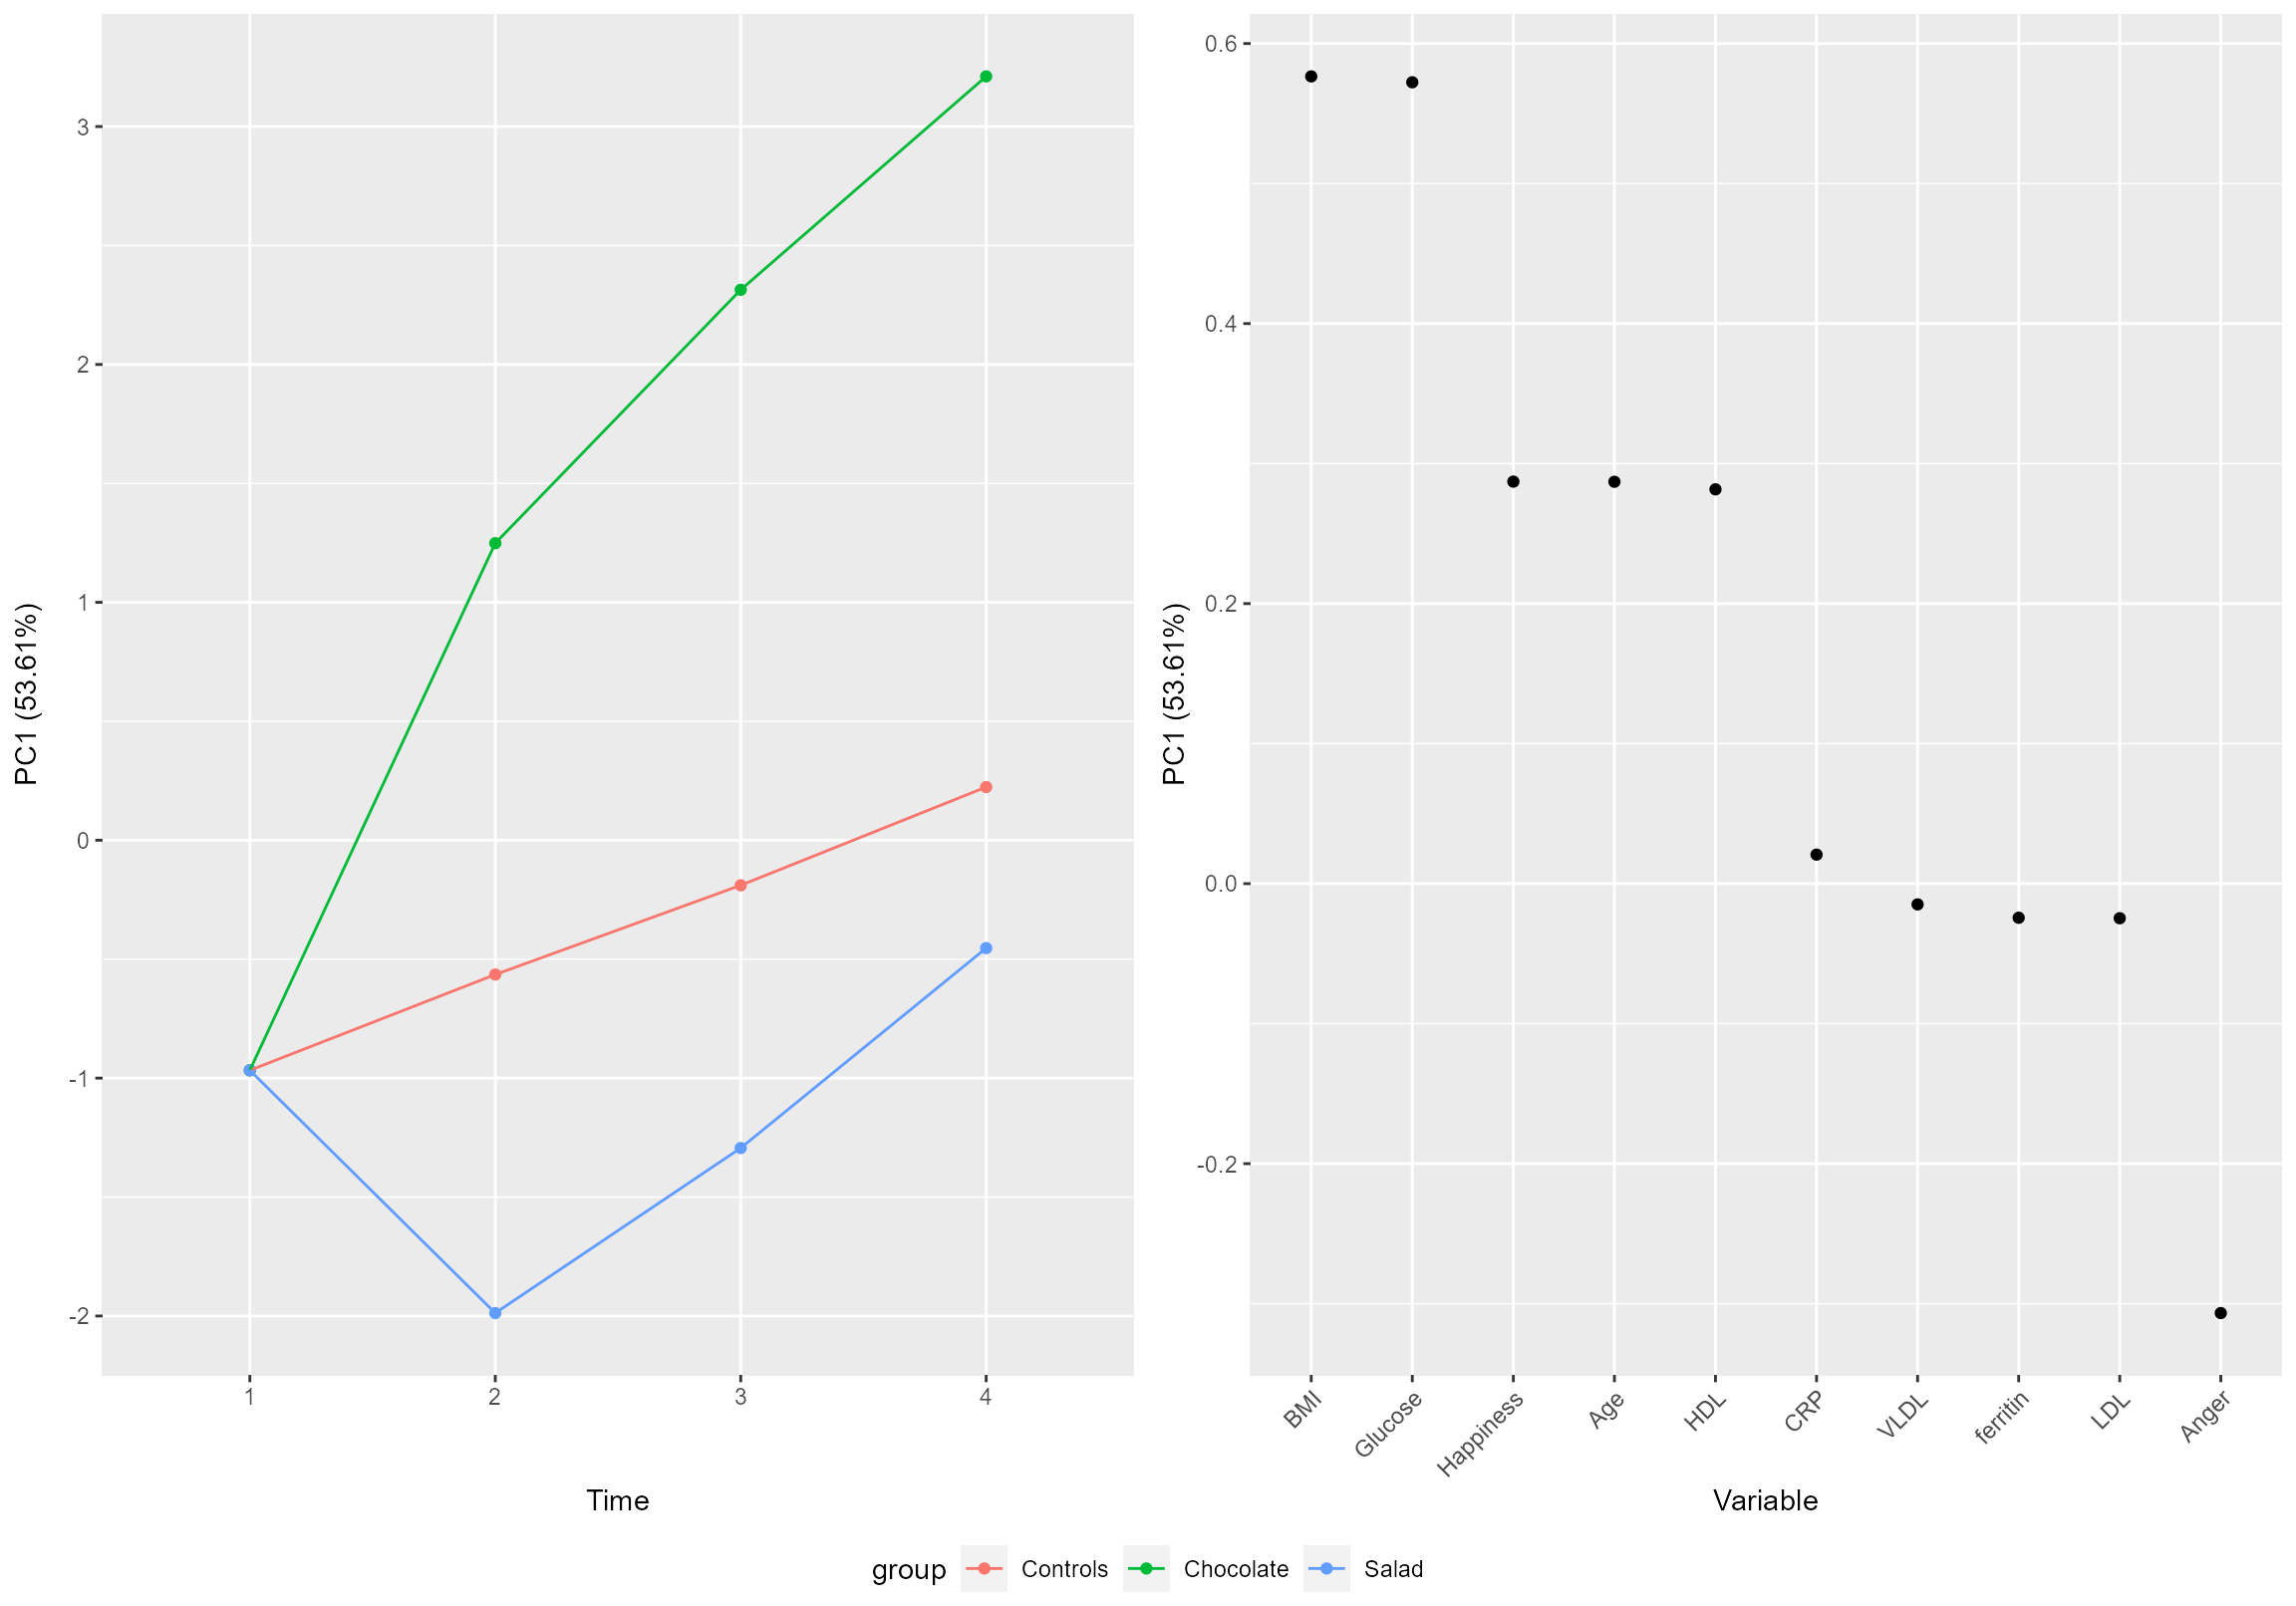 PC1 (53.61%)
3
2
1
0
-1
-2
1 2 3 4
Time
PC1 (53.61%)
0.6
0.4
0.2
0.0
-0.2
BMI Glucose Happiness Age HDL CRP VLDL ferritin LDL Anger
Variable
group Controls Chocolate Salad